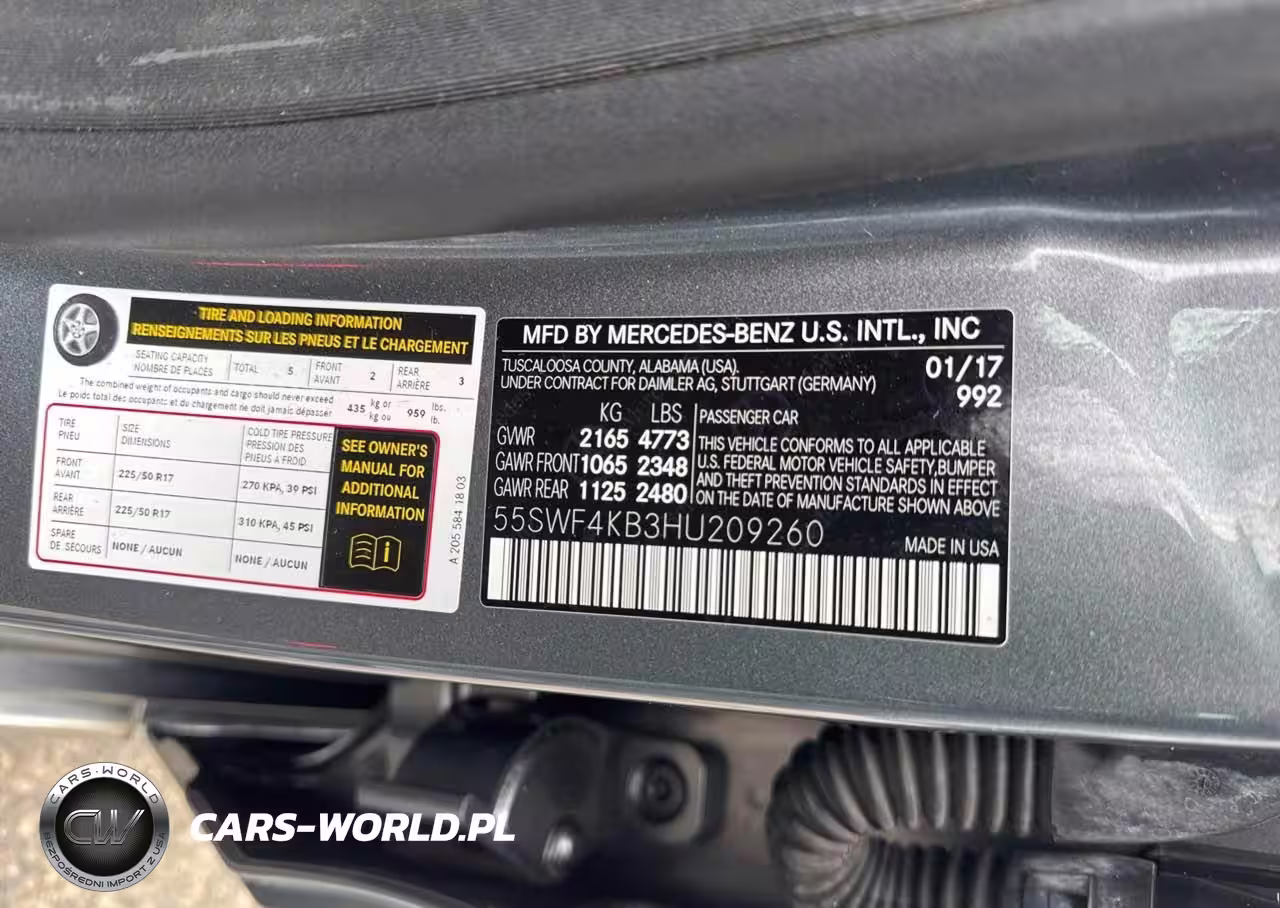 TIRE AND LOADING INFORMATION
RENSEIGNEMENTS SUR LES PNEUS ET LE CHARGEMENT
SEATING CAPACITY
NOMBRE DE PLACES
TOTAL 5
FRONT
AVANT 2
REAR
ARRIÈRE 3
The combined weight of occupants and cargo should never exceed
Le poids total des occupants et du chargement ne doit jamais dépasser
435 kg or
kg ou
959 lbs.
lb.
TIRE
PNEU
SIZE
DIMENSIONS
COLD TIRE PRESSURE
PRESSION DES
PNEUS A FROID
FRONT
AVANT
225/50 R17
270 KPA, 39 PSI
REAR
ARRIÈRE
225/50 R17
310 KPA, 45 PSI
SPARE
DE SECOURS
NONE / AUCUN
NONE / AUCUN
SEE OWNER'S
MANUAL FOR
ADDITIONAL
INFORMATION
A 205 584 18 03
MFD BY MERCEDES-BENZ U.S. INTL., INC
TUSCALOOSA COUNTY, ALABAMA (USA).
UNDER CONTRACT FOR DAIMLER AG, STUTTGART (GERMANY)
01/17
992
KG LBS
GVWR 2165 4773
GAWR FRONT 1065 2348
GAWR REAR 1125 2480
PASSENGER CAR
THIS VEHICLE CONFORMS TO ALL APPLICABLE
U.S. FEDERAL MOTOR VEHICLE SAFETY, BUMPER
AND THEFT PREVENTION STANDARDS IN EFFECT
ON THE DATE OF MANUFACTURE SHOWN ABOVE
55SWF4KB3HU209260
MADE IN USA
CARS-WORLD
CW
BEZPOŚREDNI IMPORT Z USA
CARS-WORLD.PL